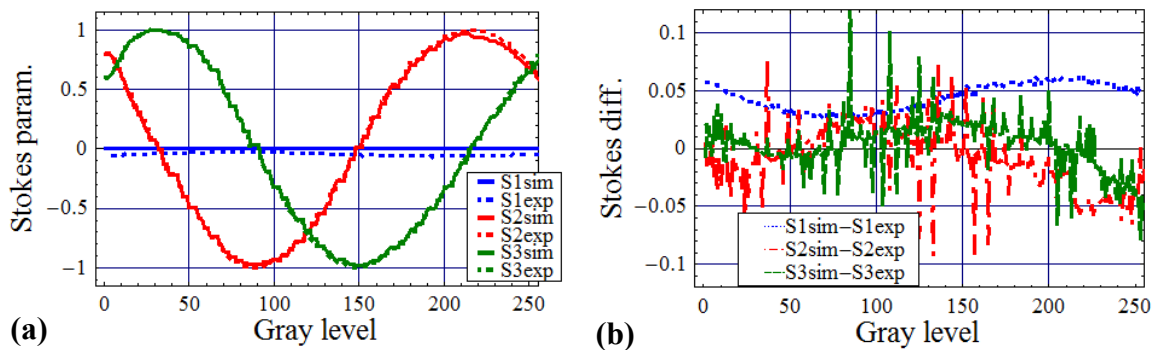 Stokes param.
1
0.5
0
−0.5
−1
S1sim
S1exp
S2sim
S2exp
S3sim
S3exp
0 50 100 150 200 250
Gray level
(a)
Stokes diff.
0.1
0.05
0
−0.05
−0.1
S1sim−S1exp
S2sim−S2exp
S3sim−S3exp
0 50 100 150 200 250
Gray level
(b)